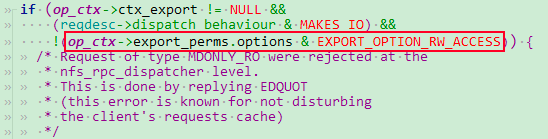 if (op_ctx->ctx_export != NULL &&
(reqdesc->dispatch_behaviour & MAKES_IO) &&
!(op_ctx->export_perms.options & EXPORT_OPTION_RW_ACCESS)) {
/* Request of type MDONLY_RO were rejected at the
* nfs_rpc_dispatcher level.
* This is done by replying EDQUOT
* (this error is known for not disturbing
* the client's requests cache)
*/